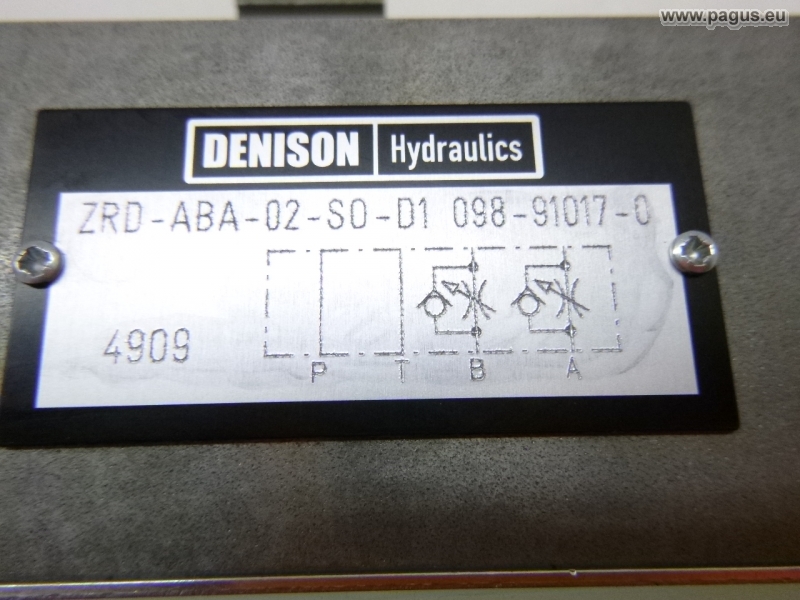 www.pagus.eu
DENISON Hydraulics
ZRD-ABA-02-S0-D1 098-91017-0
4909
P T B A